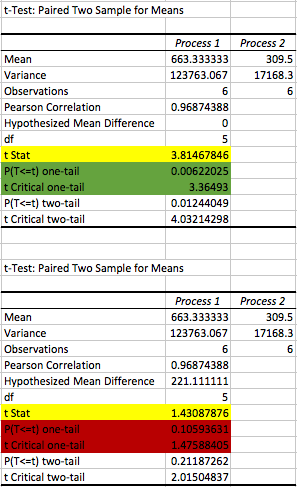 t-Test: Paired Two Sample for Means
Process 1 Process 2
Mean 663.333333 309.5
Variance 123763.067 17168.3
Observations 6 6
Pearson Correlation 0.96874388
Hypothesized Mean Difference 0
df 5
t Stat 3.81467846
P(T<=t) one-tail 0.00622025
t Critical one-tail 3.36493
P(T<=t) two-tail 0.01244049
t Critical two-tail 4.03214298
t-Test: Paired Two Sample for Means
Process 1 Process 2
Mean 663.333333 309.5
Variance 123763.067 17168.3
Observations 6 6
Pearson Correlation 0.96874388
Hypothesized Mean Difference 221.111111
df 5
t Stat 1.43087876
P(T<=t) one-tail 0.10593631
t Critical one-tail 1.47588405
P(T<=t) two-tail 0.21187262
t Critical two-tail 2.01504837